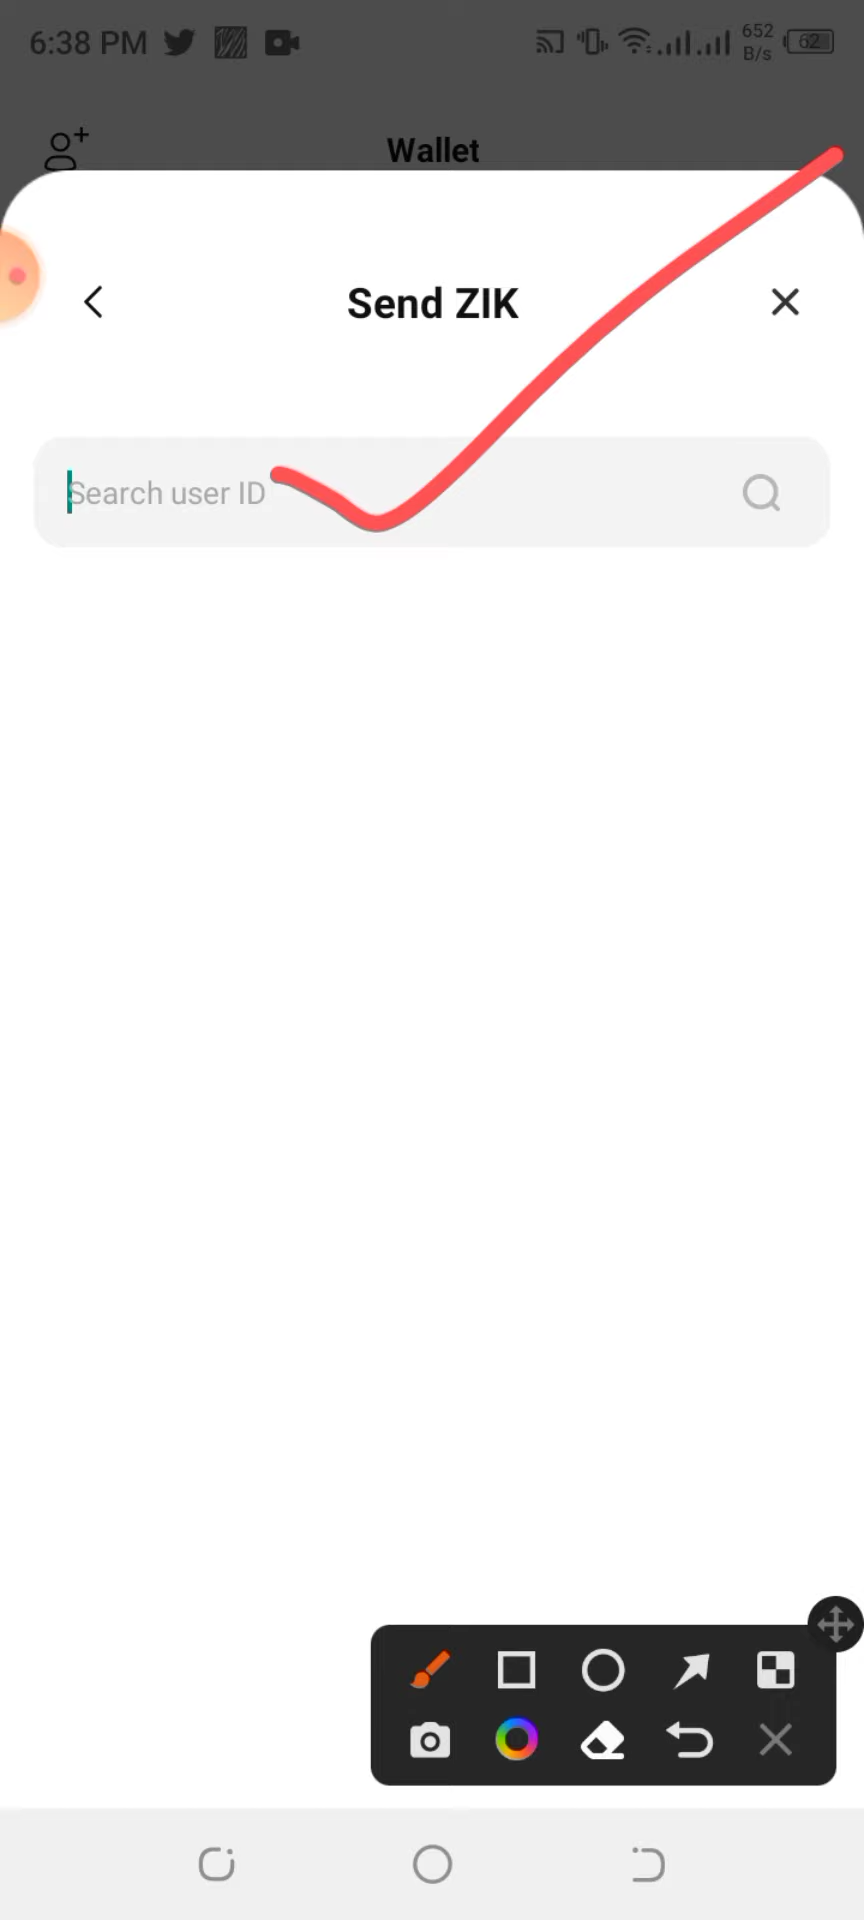 6:38 PM
652
B/s
62
Wallet
Send ZIK
Search user ID